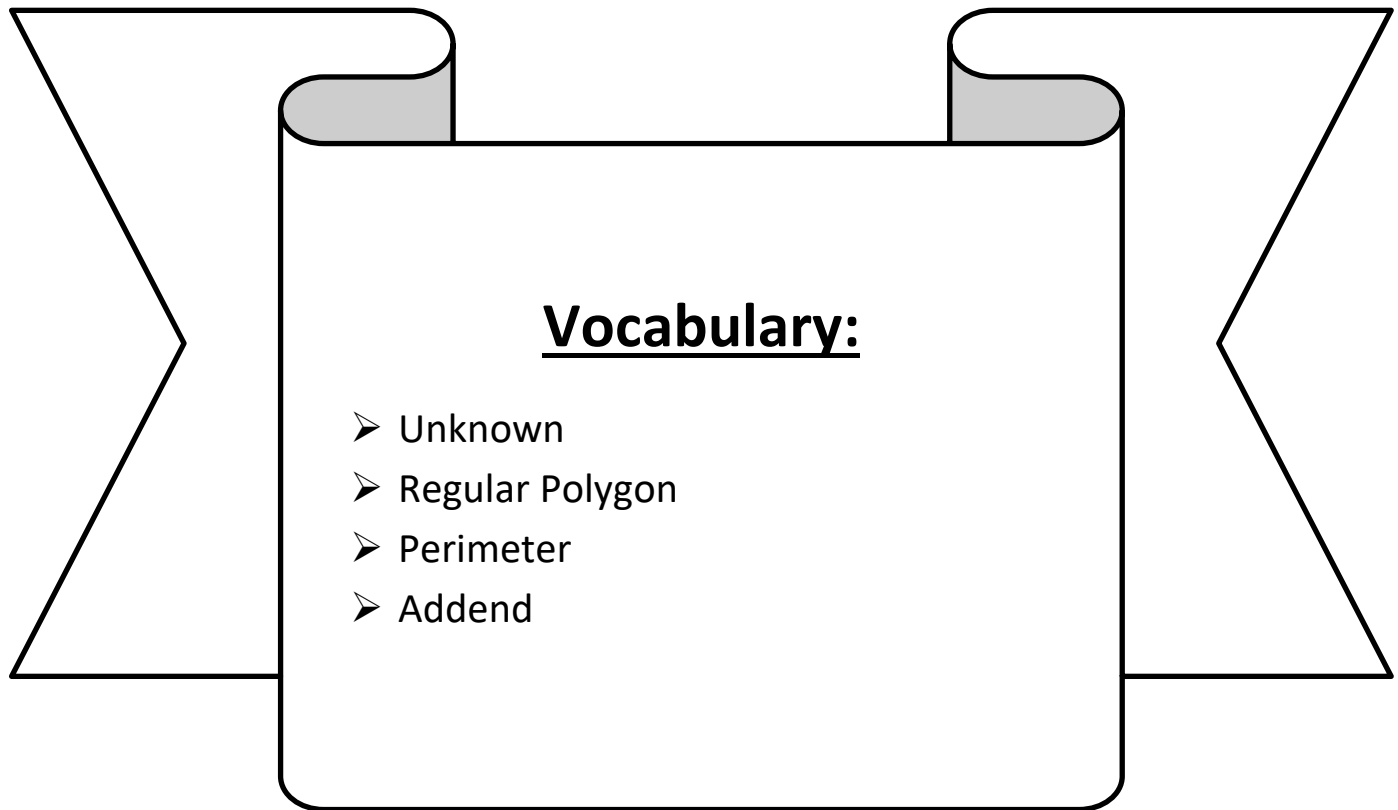 Vocabulary:
➢ Unknown
➢ Regular Polygon
➢ Perimeter
➢ Addend